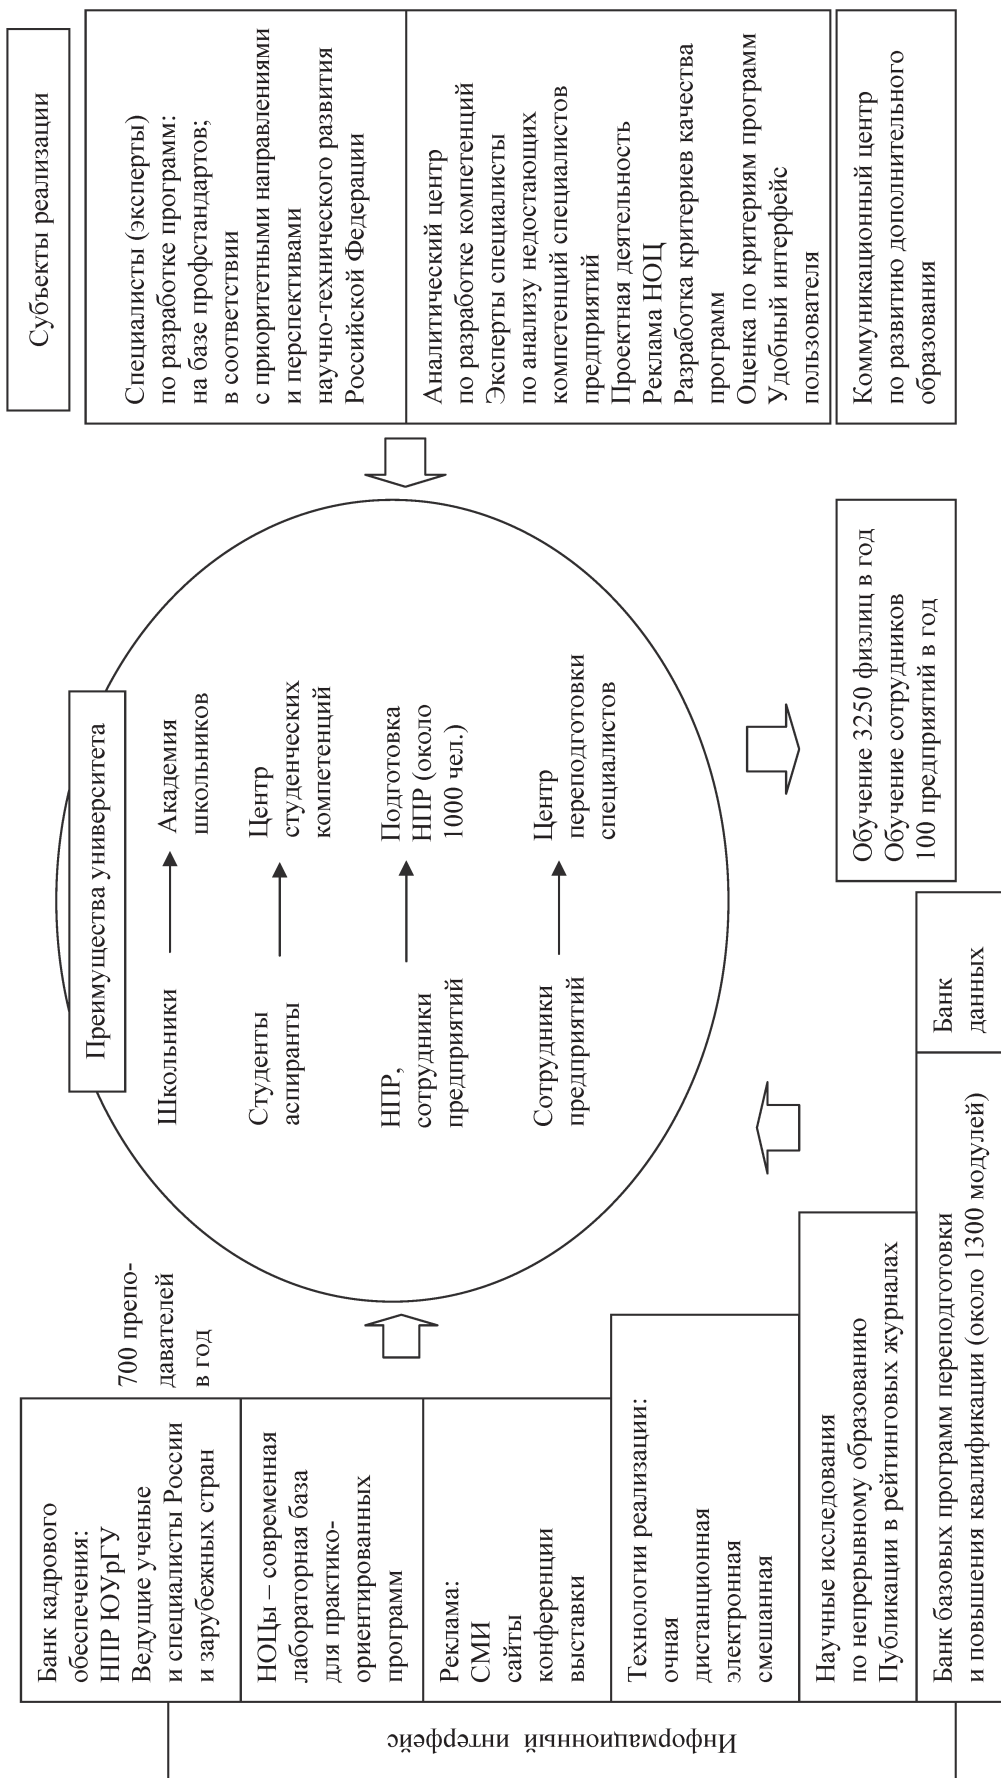 Информационный интерфейс
Банк кадрового
обеспечения:
НПР ЮУрГУ
Ведущие ученые
и специалисты России
и зарубежных стран
700 препо-
давателей
в год
НОЦы – современная
лабораторная база
для практико-
ориентированных
программ
Реклама:
СМИ
сайты
конференции
выставки
Технологии реализации:
очная
дистанционная
электронная
смешанная
Научные исследования
по непрерывному образованию
Публикации в рейтинговых журналах
Банк базовых программ переподготовки
и повышения квалификации (около 1300 модулей)
Банк
данных
Преимущества университета
Школьники
Академия
школьников
Студенты
аспиранты
Центр
студенческих
компетенций
НПР,
сотрудники
предприятий
Подготовка
НПР (около
1000 чел.)
Сотрудники
предприятий
Центр
переподготовки
специалистов
Обучение 3250 физлиц в год
Обучение сотрудников
100 предприятий в год
Субъекты реализации
Специалисты (эксперты)
по разработке программ:
на базе профстандартов;
в соответствии
с приоритетными направлениями
и перспективами
научно-технического развития
Российской Федерации
Аналитический центр
по разработке компетенций
Эксперты специалисты
по анализу недостающих
компетенций специалистов
предприятий
Проектная деятельность
Реклама НОЦ
Разработка критериев качества
программ
Оценка по критериям программ
Удобный интерфейс
пользователя
Коммуникационный центр
по развитию дополнительного
образования